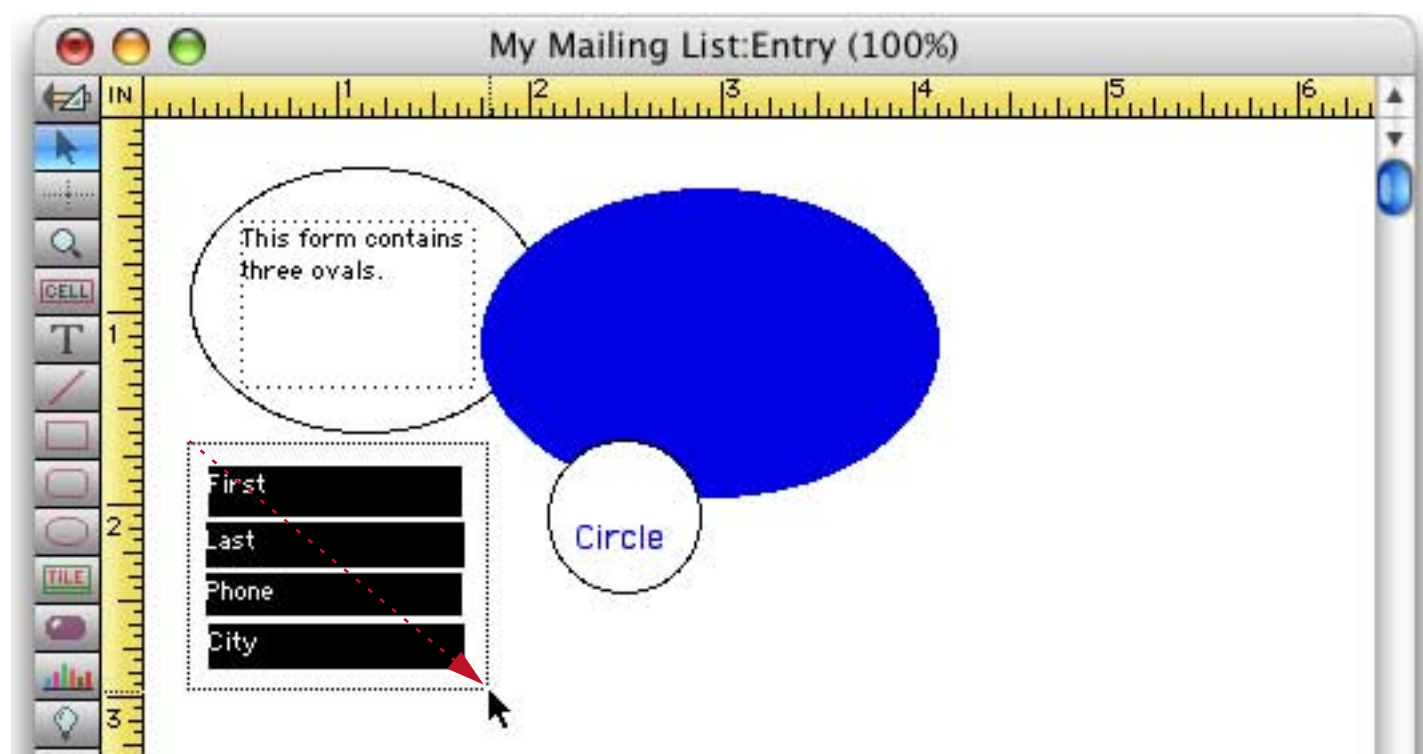 My Mailing List:Entry (100%)
IN 1 2 3 4 5 6
This form contains
three ovals.
CELL
T
1
First
2
Last
Circle
TILE
Phone
City
3